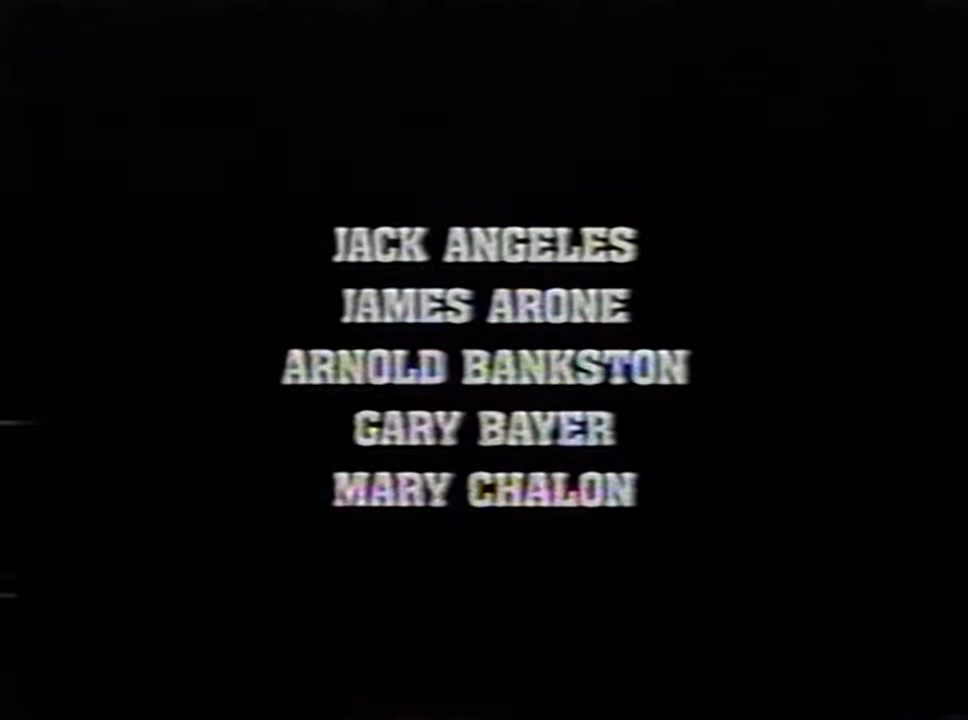 JACK ANGELES
JAMES ARONE
ARNOLD BANKSTON
GARY BAYER
MARY CHALON